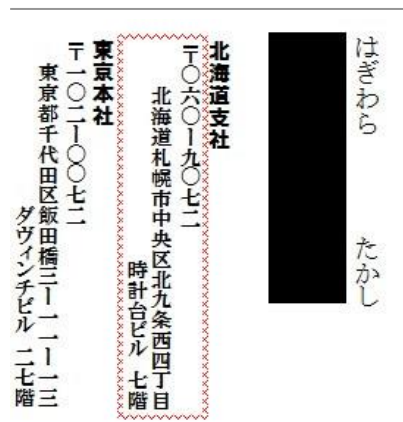 はぎわら　たかし
北海道支社
〒〇六〇ー九〇七二
北海道札幌市中央区北九条西四丁目
時計台ビル 七階
東京本社
〒一〇二ー〇〇七二
東京都千代田区飯田橋三ー一一ー一三
ダヴィンチビル 二七階